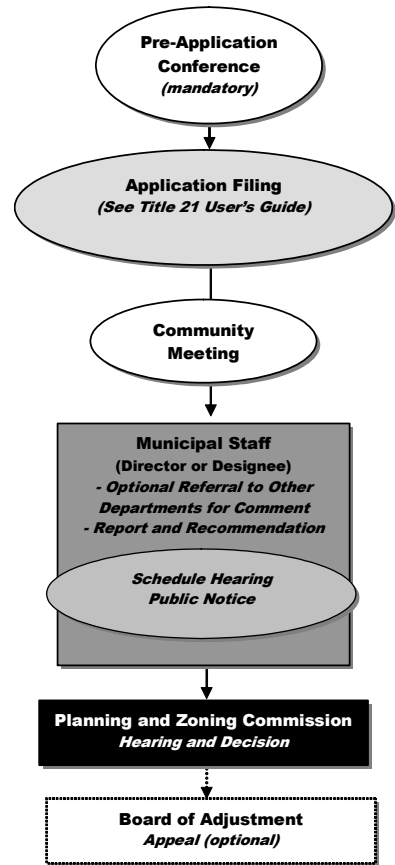 Pre-Application
Conference
(mandatory)
Application Filing
(See Title 21 User's Guide)
Community
Meeting
Municipal Staff
(Director or Designee)
- Optional Referral to Other
Departments for Comment
- Report and Recommendation
Schedule Hearing
Public Notice
Planning and Zoning Commission
Hearing and Decision
Board of Adjustment
Appeal (optional)